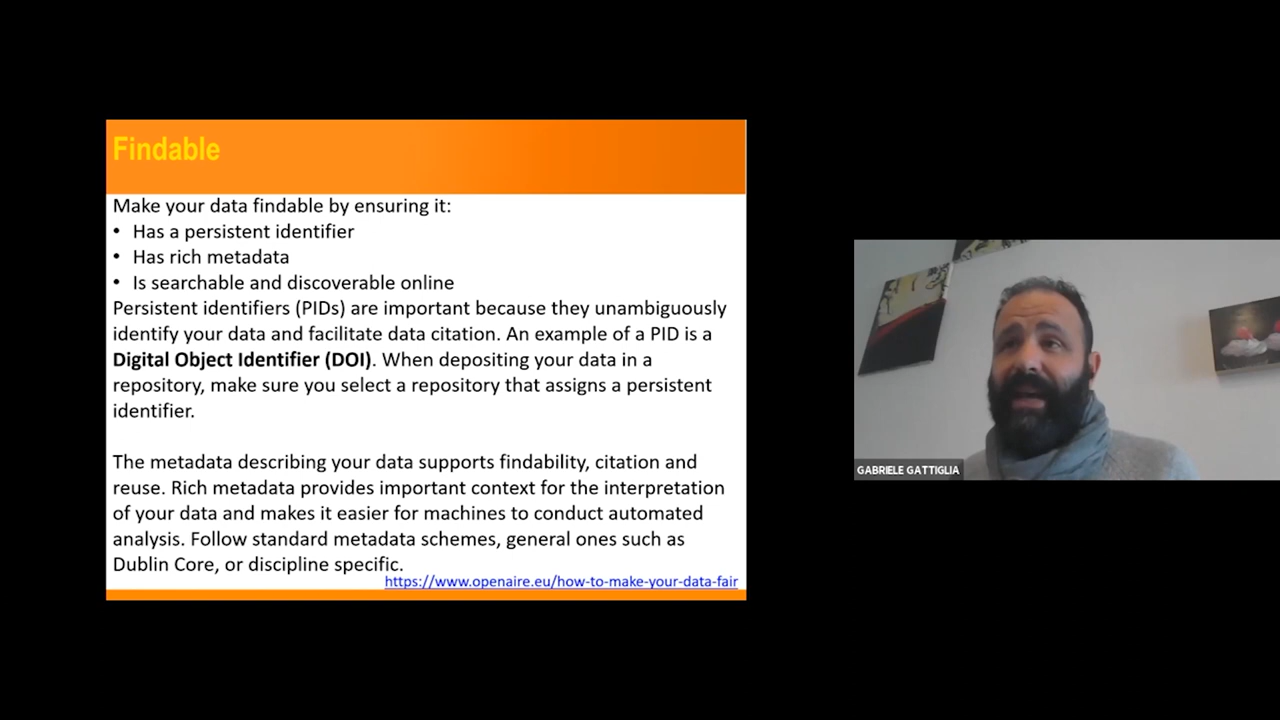 Findable
Make your data findable by ensuring it:
• Has a persistent identifier
• Has rich metadata
• Is searchable and discoverable online
Persistent identifiers (PIDs) are important because they unambiguously
identify your data and facilitate data citation. An example of a PID is a
Digital Object Identifier (DOI). When depositing your data in a
repository, make sure you select a repository that assigns a persistent
identifier.
The metadata describing your data supports findability, citation and
reuse. Rich metadata provides important context for the interpretation
of your data and makes it easier for machines to conduct automated
analysis. Follow standard metadata schemes, general ones such as
Dublin Core, or discipline specific.
https://www.openaire.eu/how-to-make-your-data-fair
GABRIELE GATTIGLIA